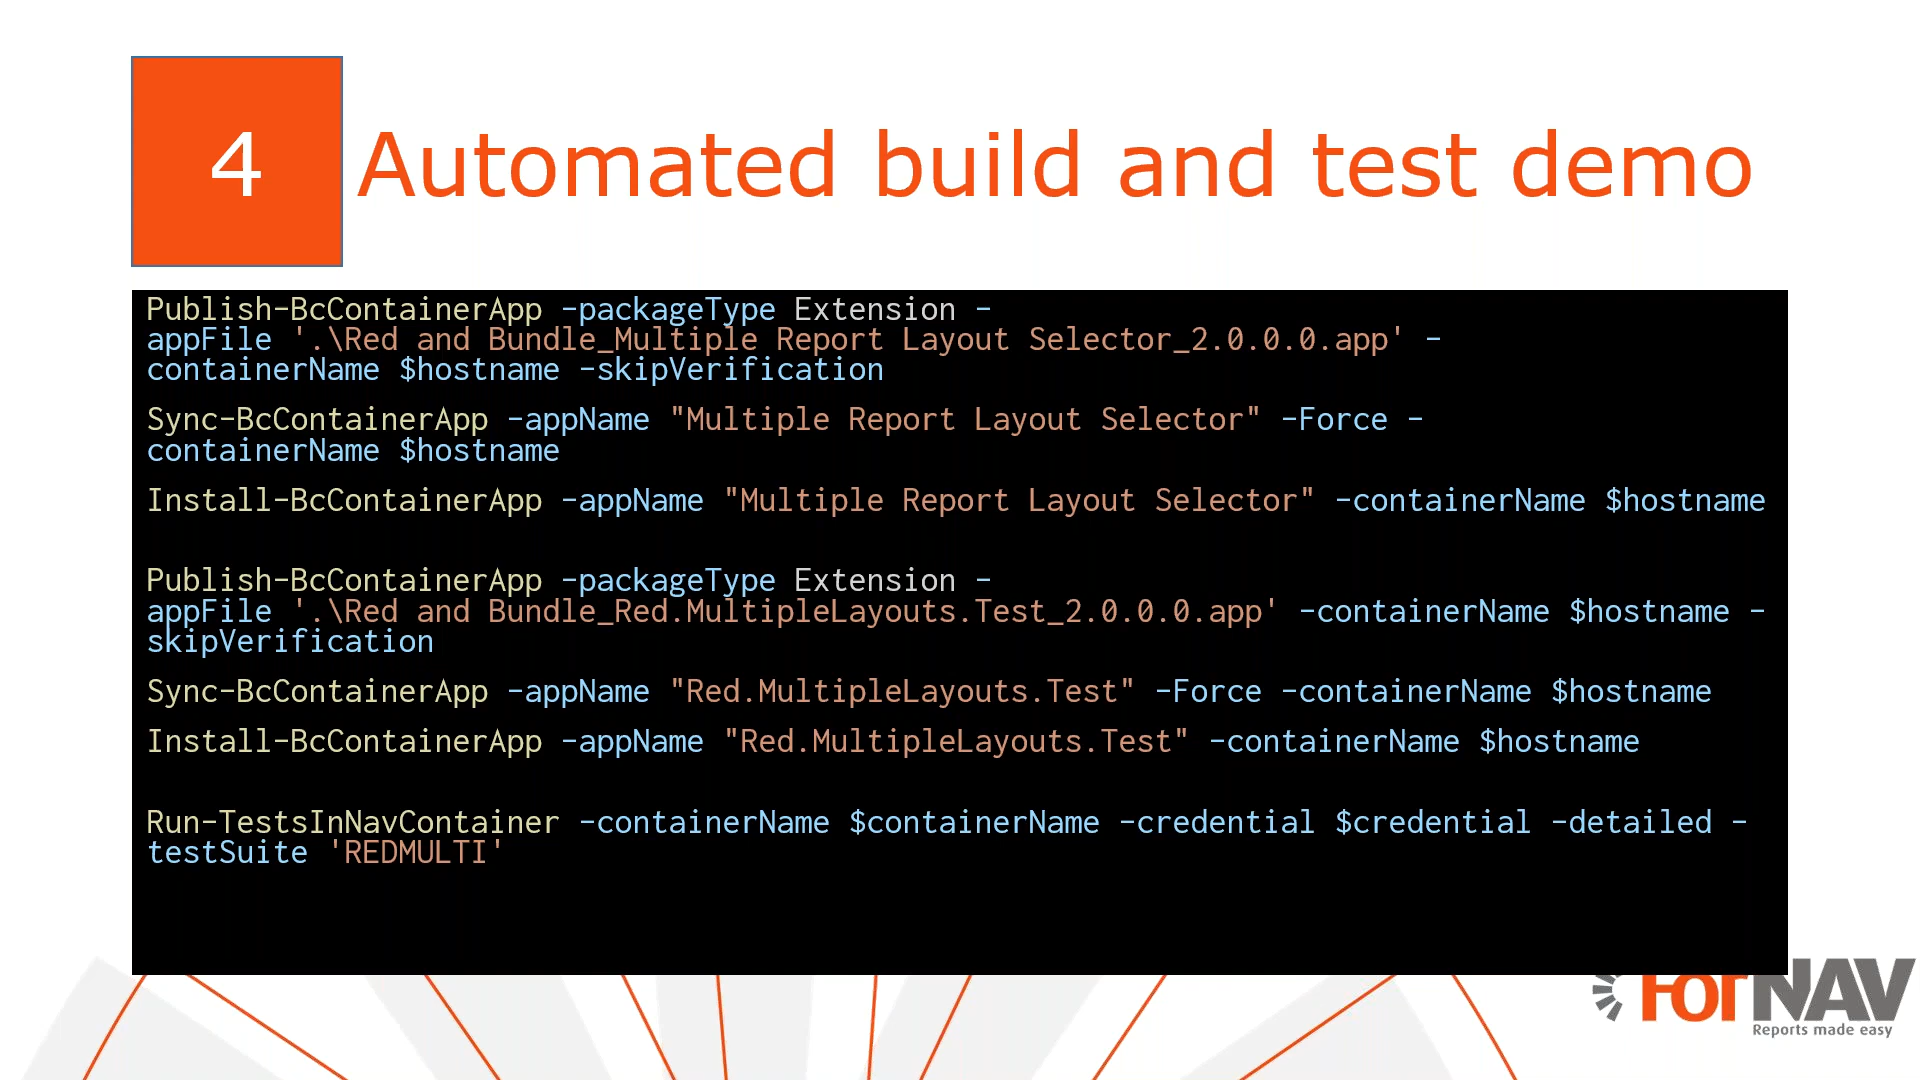 4
Automated build and test demo
Publish-BcContainerApp -packageType Extension -
appFile '.\Red and Bundle_Multiple Report Layout Selector_2.0.0.0.app' -
containerName $hostname -skipVerification
Sync-BcContainerApp -appName "Multiple Report Layout Selector" -Force -
containerName $hostname
Install-BcContainerApp -appName "Multiple Report Layout Selector" -containerName $hostname
Publish-BcContainerApp -packageType Extension -
appFile '.\Red and Bundle_Red.MultipleLayouts.Test_2.0.0.0.app' -containerName $hostname -
skipVerification
Sync-BcContainerApp -appName "Red.MultipleLayouts.Test" -Force -containerName $hostname
Install-BcContainerApp -appName "Red.MultipleLayouts.Test" -containerName $hostname
Run-TestsInNavContainer -containerName $containerName -credential $credential -detailed -
testSuite 'REDMULTI'
ForNAV
Reports made easy